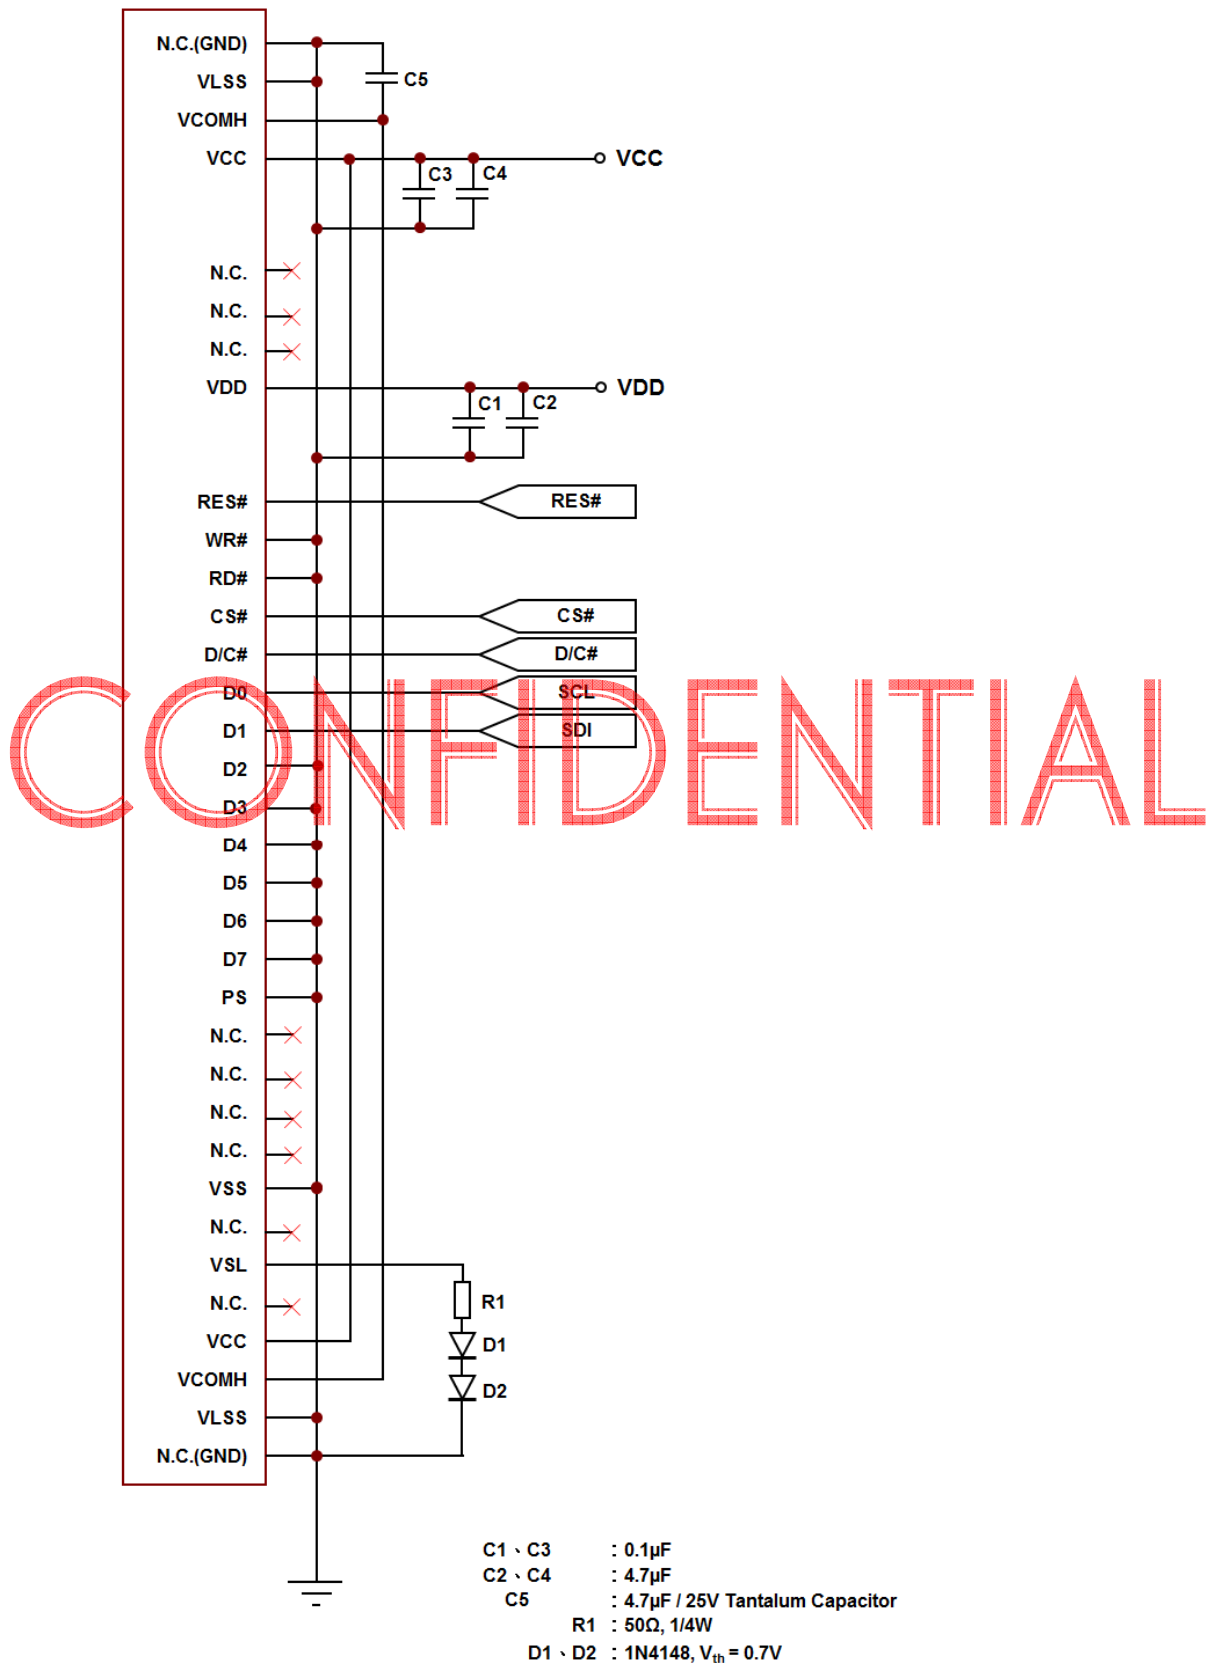 N.C.(GND)
VLSS
C5
VCOMH
VCC
VCC
C3
C4
N.C.
N.C.
N.C.
VDD
VDD
C1
C2
RES#
RES#
WR#
RD#
CS#
CS#
D/C#
D/C#
D0
SCL
D1
SDI
CONFIDENTIAL
D2
D3
D4
D5
D6
D7
PS
N.C.
N.C.
N.C.
N.C.
VSS
N.C.
VSL
N.C.
R1
VCC
D1
VCOMH
D2
VLSS
N.C.(GND)
C1、C3 : 0.1µF
C2、C4 : 4.7µF
C5 : 4.7µF / 25V Tantalum Capacitor
R1 : 50Ω, 1/4W
D1、D2 : 1N4148, Vth = 0.7V